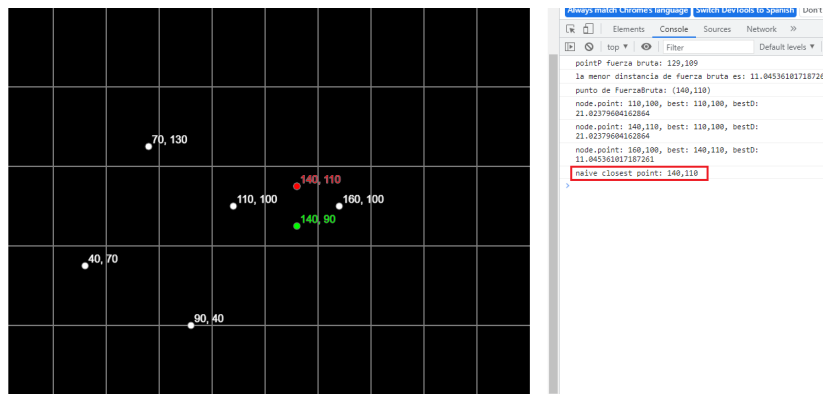 70, 130
140, 110
110, 100
160, 100
140, 90
40, 70
90, 40
Always match Chrome's language Switch DevTools to Spanish Don't
Elements Console Sources Network »
top ▼ Filter Default levels ▼
pointP fuerza bruta: 129,109
la menor dinstancia de fuerza bruta es: 11.04536101718726
punto de FuerzaBruta: (140,110)
node.point: 110,100, best: 110,100, bestD:
21.02379604162864
node.point: 140,110, best: 110,100, bestD:
21.02379604162864
node.point: 160,100, best: 140,110, bestD:
11.045361017187261
naive closest point: 140,110
>